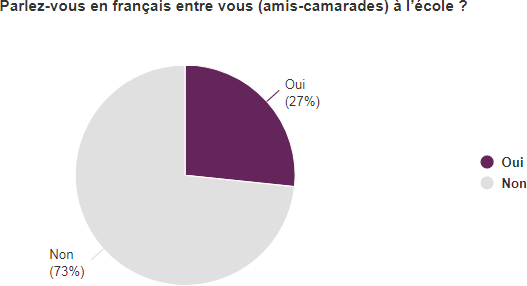 Parlez-vous en français entre vous (amis-camarades) à l'école ?
Oui
(27%)
Oui
Non
Non
(73%)